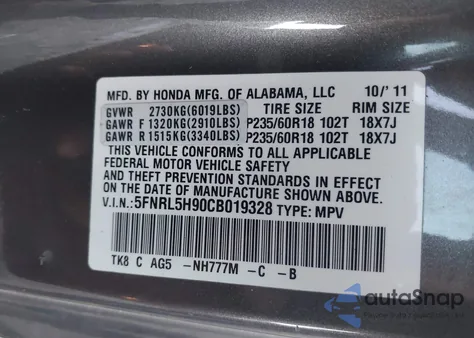 MFD. BY HONDA MFG. OF ALABAMA, LLC 10/'11
GVWR 2730KG(6019LBS) TIRE SIZE RIM SIZE
GAWR F 1320KG(2910LBS) P235/60R18 102T 18X7J
GAWR R 1515KG(3340LBS) P235/60R18 102T 18X7J
THIS VEHICLE CONFORMS TO ALL APPLICABLE
FEDERAL MOTOR VEHICLE SAFETY
AND THEFT PREVENTION STANDARDS IN EFFECT ON
THE DATE OF MANUFACTURE SHOWN ABOVE.
V.I.N.: 5FNRL5H90CB019328 TYPE: MPV
TK8 C AG5 -NH777M -C -B
autoSnap